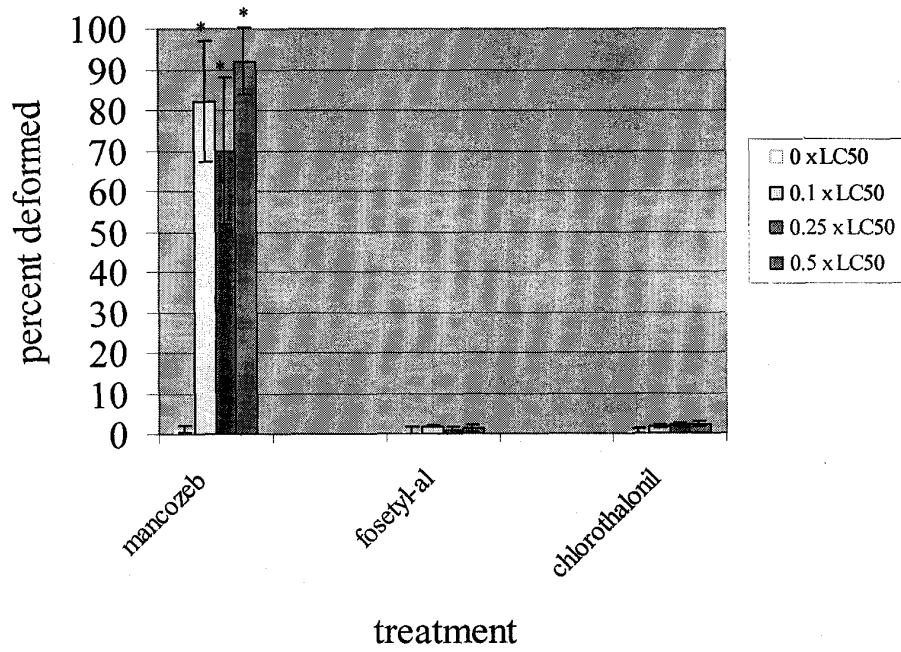 percent deformed
100
90
80
70
60
50
40
30
20
10
0
*
*
*
mancozeb
fosetyl-al
chlorothalonil
treatment
0 x LC50
0.1 x LC50
0.25 x LC50
0.5 x LC50